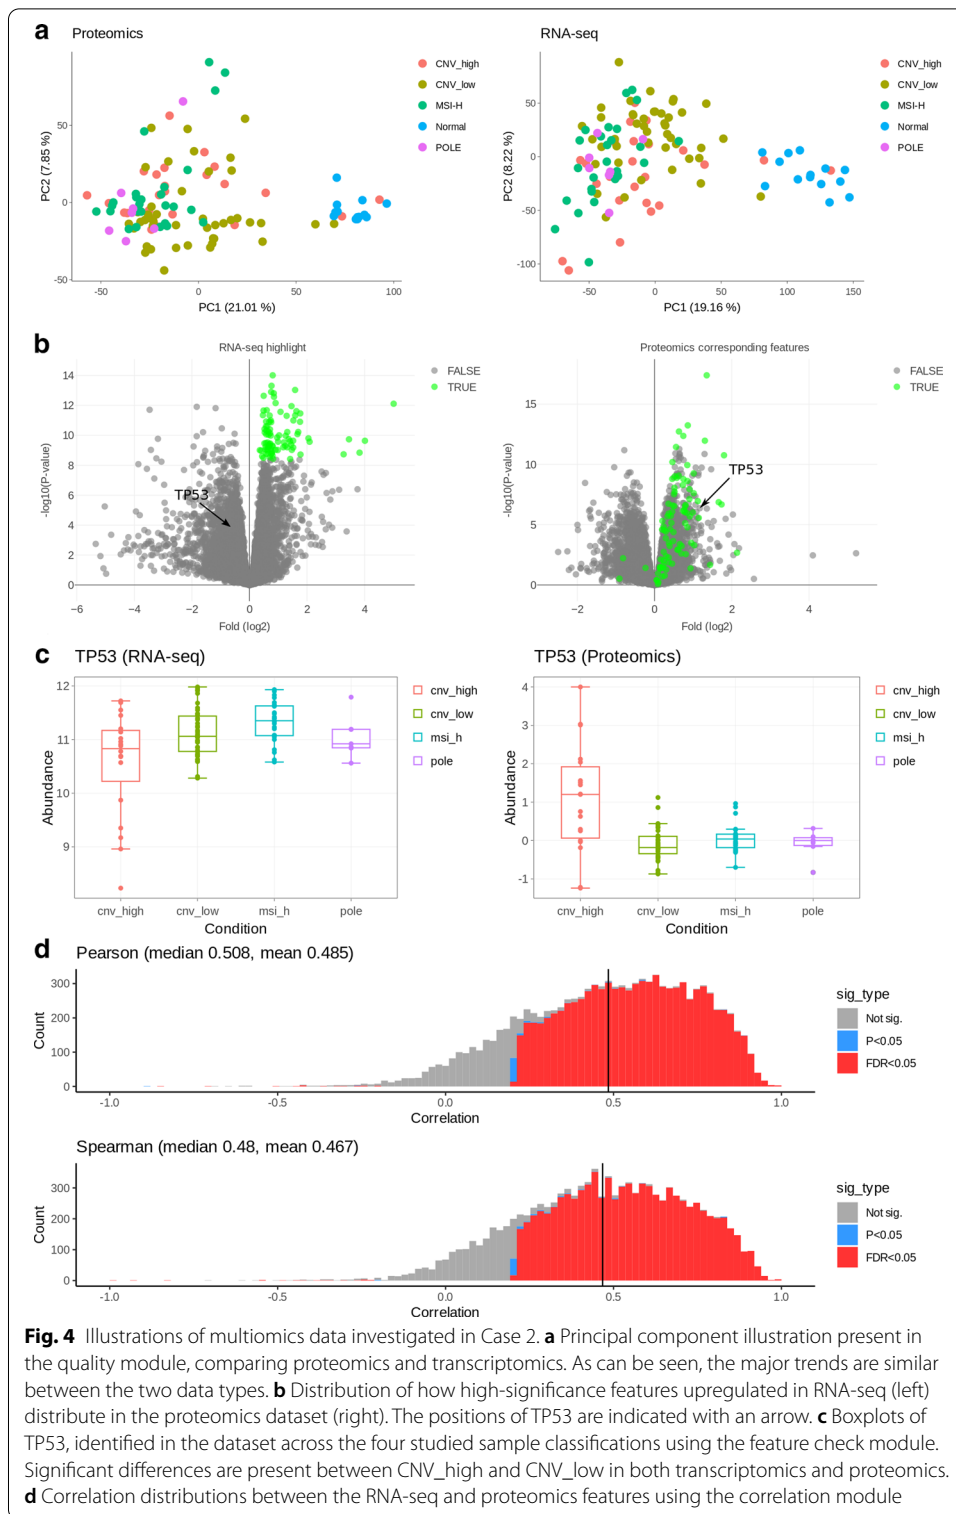 a
Proteomics
RNA-seq
CNV_high
CNV_low
MSI-H
Normal
POLE
CNV_high
CNV_low
MSI-H
Normal
POLE
PC2 (7.85 %)
50
0
-50
-50
0
50
100
PC1 (21.01 %)
PC2 (8.22 %)
50
0
-50
-100
-50
0
50
100
150
PC1 (19.16 %)
b
RNA-seq highlight
FALSE
TRUE
-log10(P-value)
14
12
10
8
6
4
2
0
TP53
−6
−4
−2
0
2
4
Fold (log2)
Proteomics corresponding features
FALSE
TRUE
-log10(P-value)
15
10
5
0
TP53
−2
0
2
4
Fold (log2)
c
TP53 (RNA-seq)
Abundance
12
11
10
9
cnv_high
cnv_low
msi_h
pole
Condition
cnv_high
cnv_low
msi_h
pole
TP53 (Proteomics)
Abundance
4
3
2
1
0
-1
cnv_high
cnv_low
msi_h
pole
Condition
cnv_high
cnv_low
msi_h
pole
d
Pearson (median 0.508, mean 0.485)
Count
300
200
100
0
-1.0
-0.5
0.0
0.5
1.0
Correlation
sig_type
Not sig.
P<0.05
FDR<0.05
Spearman (median 0.48, mean 0.467)
Count
300
200
100
0
-1.0
-0.5
0.0
0.5
1.0
Correlation
sig_type
Not sig.
P<0.05
FDR<0.05
Fig. 4 Illustrations of multiomics data investigated in Case 2. a Principal component illustration present in
the quality module, comparing proteomics and transcriptomics. As can be seen, the major trends are similar
between the two data types. b Distribution of how high-significance features upregulated in RNA-seq (left)
distribute in the proteomics dataset (right). The positions of TP53 are indicated with an arrow. c Boxplots of
TP53, identified in the dataset across the four studied sample classifications using the feature check module.
Significant differences are present between CNV_high and CNV_low in both transcriptomics and proteomics.
d Correlation distributions between the RNA-seq and proteomics features using the correlation module